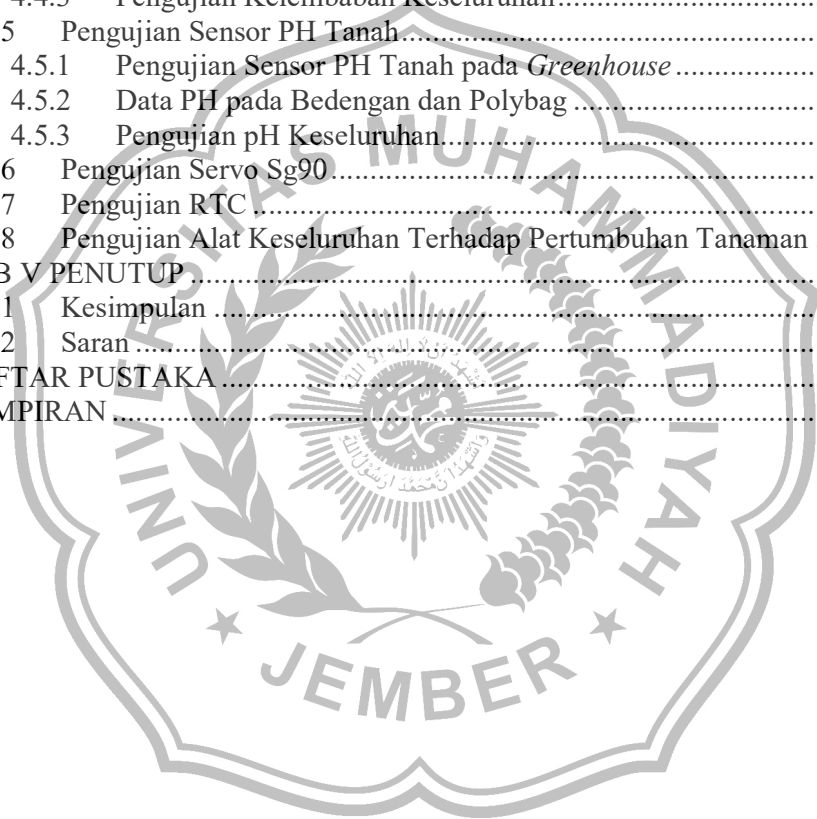 4.4.3 Pengujian Kelembaban Keseluruhan
5 Pengujian Sensor PH Tanah
4.5.1 Pengujian Sensor PH Tanah pada Greenhouse
4.5.2 Data PH pada Bedengan dan Polybag
4.5.3 Pengujian pH Keseluruhan
6 Pengujian Servo Sg90
7 Pengujian RTC
8 Pengujian Alat Keseluruhan Terhadap Pertumbuhan Tanaman
B V PENUTUP
1 Kesimpulan
2 Saran
FTAR PUSTAKA
MPIRAN
UNIVERSITAS MUHAMMADIYAH
JEMBER